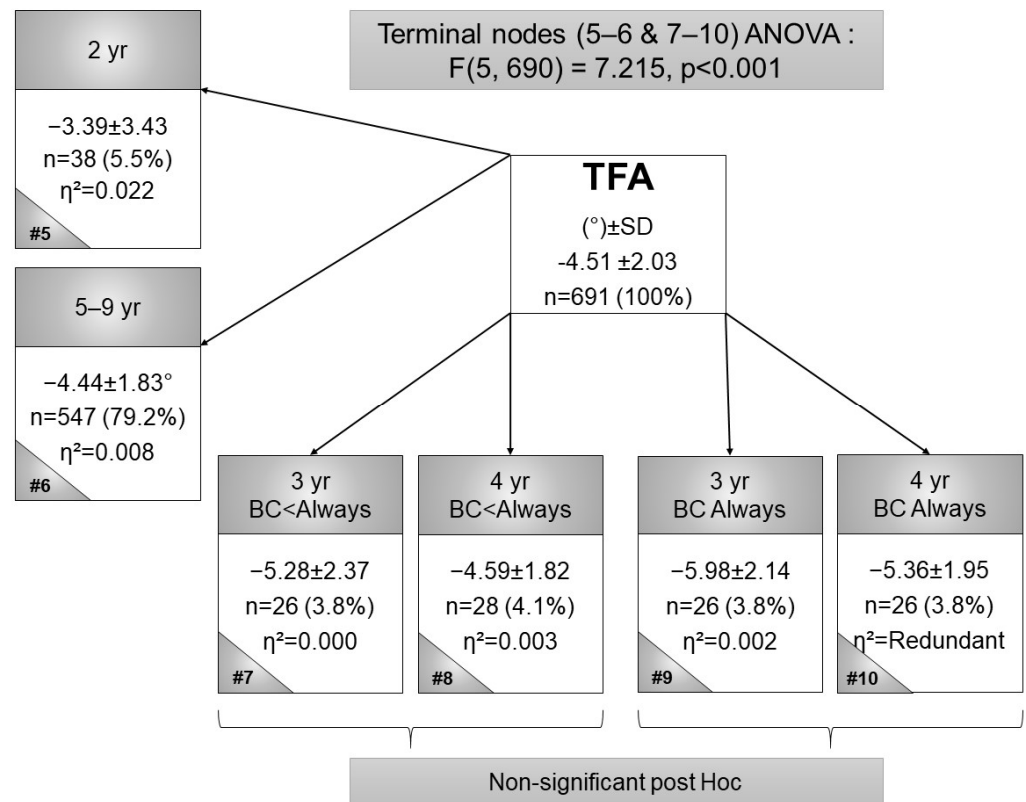 Terminal nodes (5–6 & 7–10) ANOVA :
F(5, 690) = 7.215, p<0.001
2 yr
−3.39±3.43
n=38 (5.5%)
η²=0.022
#5
TFA
(°)±SD
-4.51 ±2.03
n=691 (100%)
5–9 yr
−4.44±1.83°
n=547 (79.2%)
η²=0.008
#6
3 yr
BC<Always
−5.28±2.37
n=26 (3.8%)
η²=0.000
#7
4 yr
BC<Always
−4.59±1.82
n=28 (4.1%)
η²=0.003
#8
3 yr
BC Always
−5.98±2.14
n=26 (3.8%)
η²=0.002
#9
4 yr
BC Always
−5.36±1.95
n=26 (3.8%)
η²=Redundant
#10
Non-significant post Hoc